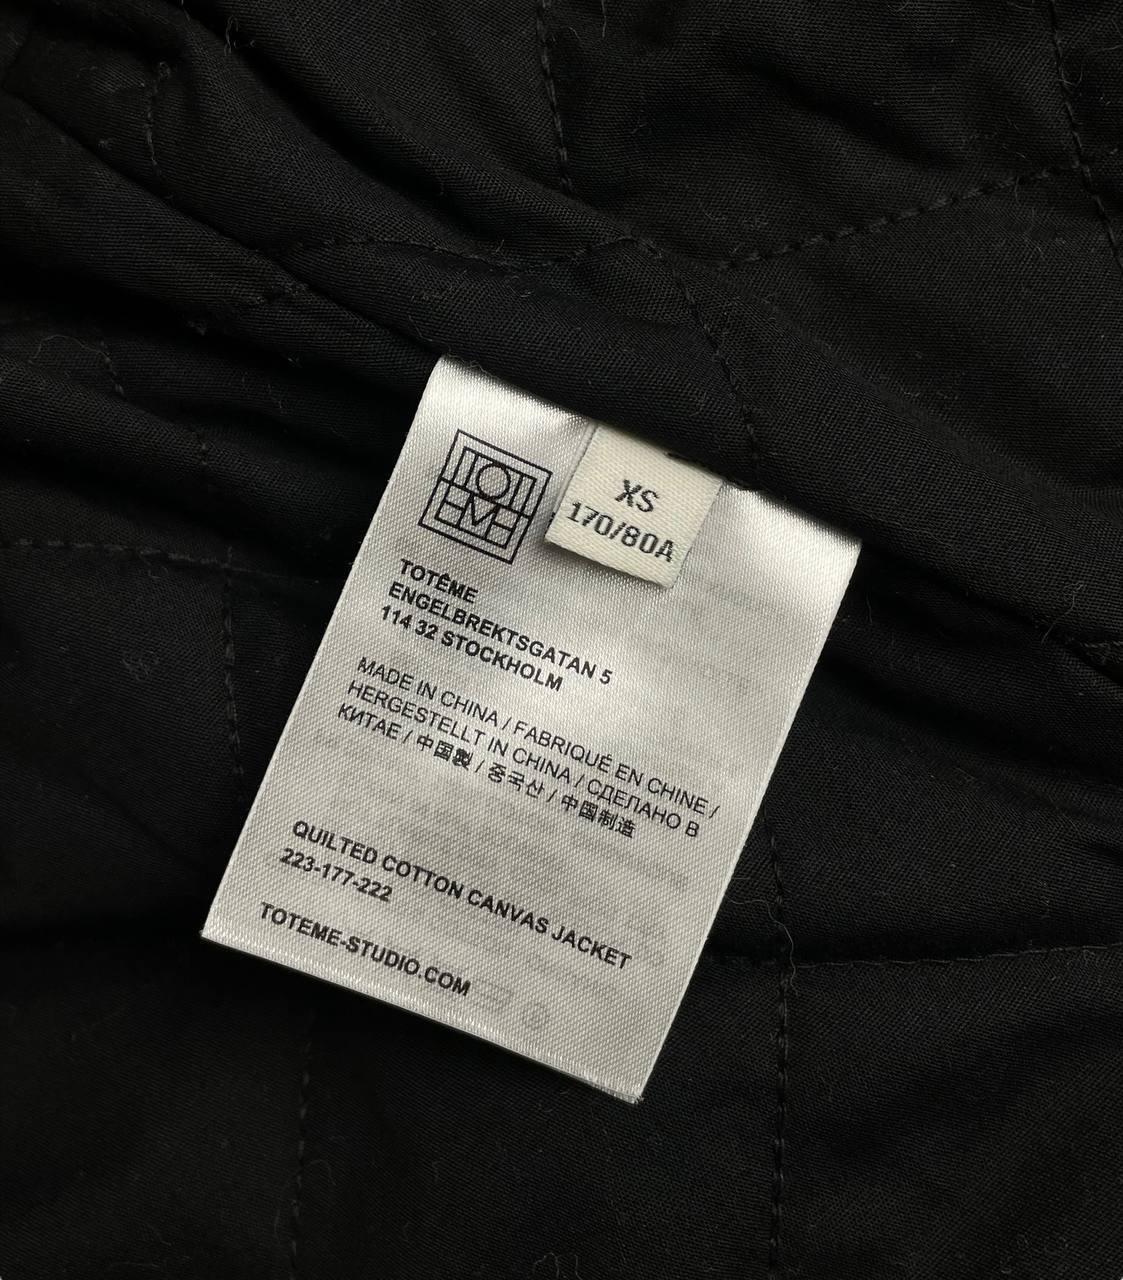 TOTEME
XS
170/80A
TOTÊME
ENGELBREKTSGATAN 5
114 32 STOCKHOLM
MADE IN CHINA / FABRIQUÉ EN CHINE /
HERGESTELLT IN CHINA / СДЕЛАНО В
КИТАЕ / 中国製 / 중국산 / 中国制造
QUILTED COTTON CANVAS JACKET
223-177-222
TOTEME-STUDIO.COM